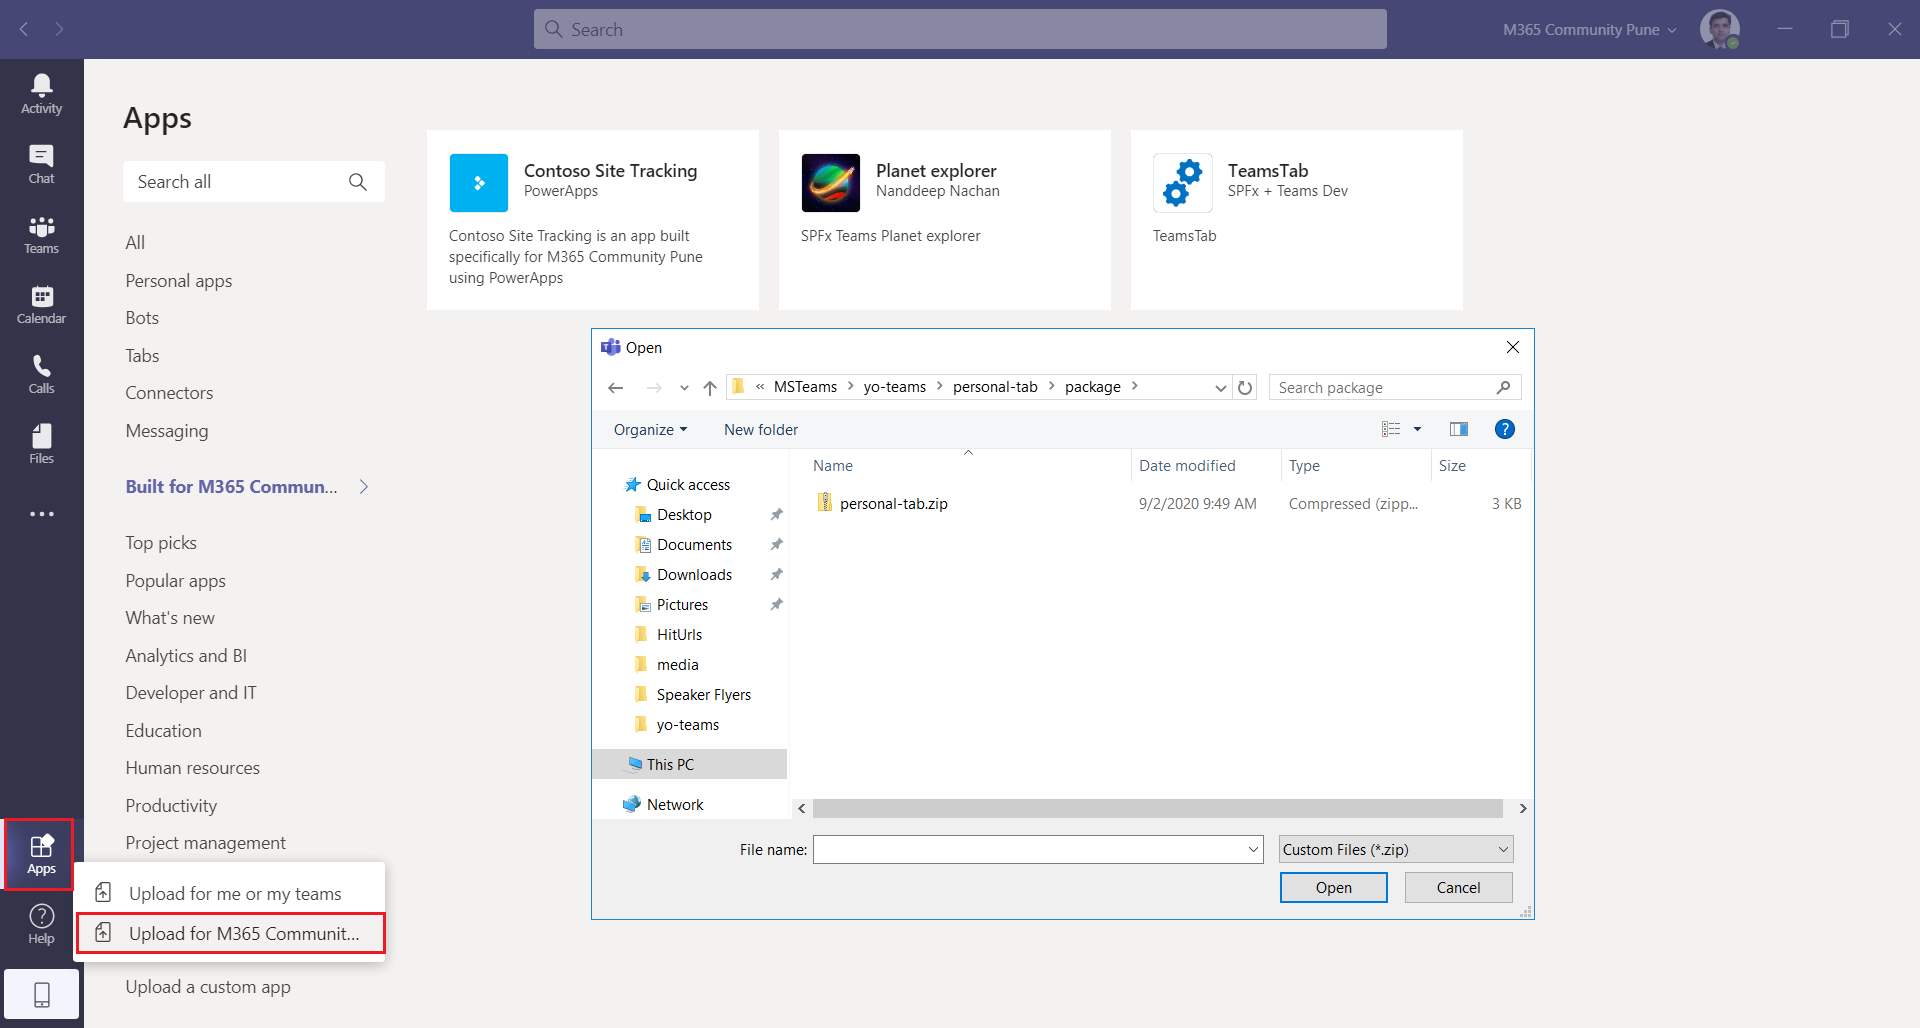 Search
M365 Community Pune
Activity
Chat
Teams
Calendar
Calls
Files
Apps
Help
Apps
Search all
All
Personal apps
Bots
Tabs
Connectors
Messaging
Built for M365 Commun...
Top picks
Popular apps
What's new
Analytics and BI
Developer and IT
Education
Human resources
Productivity
Project management
Upload for me or my teams
Upload for M365 Communit...
Upload a custom app
Contoso Site Tracking
PowerApps
Contoso Site Tracking is an app built
specifically for M365 Community Pune
using PowerApps
Planet explorer
Nanddeep Nachan
SPFx Teams Planet explorer
TeamsTab
SPFx + Teams Dev
TeamsTab
Open
« MSTeams > yo-teams > personal-tab > package >
Search package
Organize
New folder
Name Date modified Type Size
personal-tab.zip 9/2/2020 9:49 AM Compressed (zipp... 3 KB
Quick access
Desktop
Documents
Downloads
Pictures
HitUrls
media
Speaker Flyers
yo-teams
This PC
Network
File name:
Custom Files (*.zip)
Open
Cancel